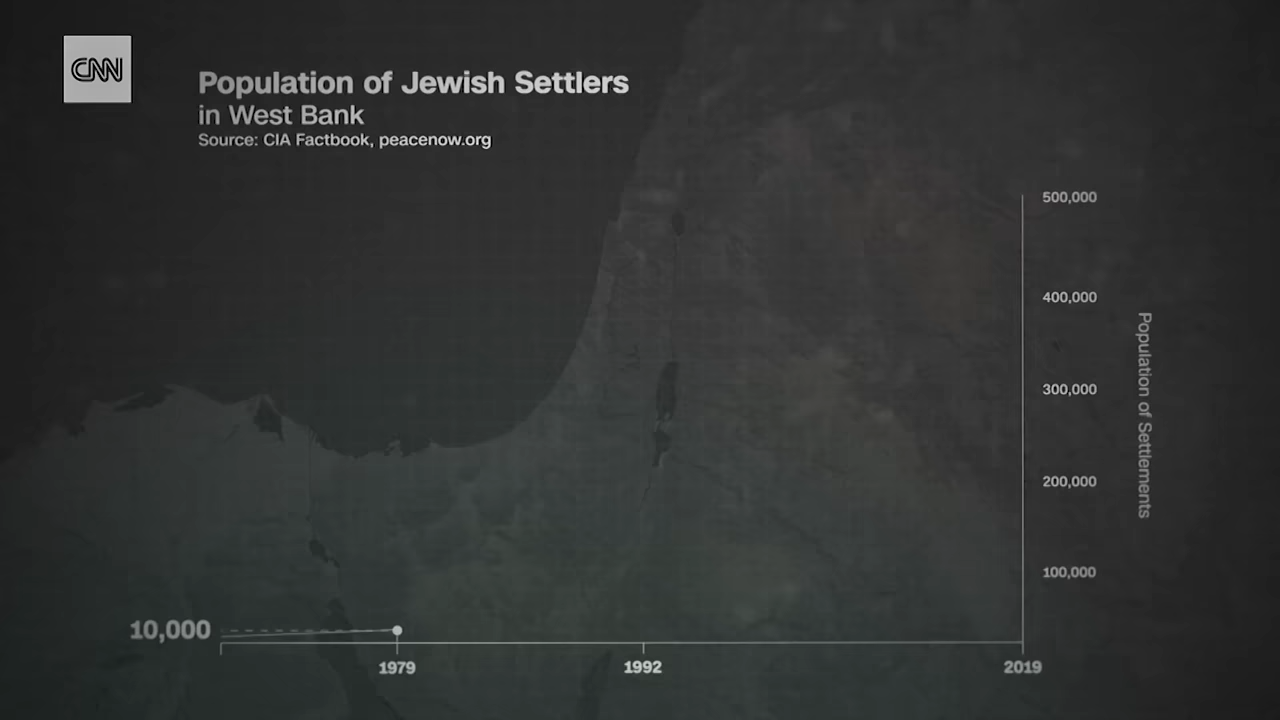 CNN
Population of Jewish Settlers
in West Bank
Source: CIA Factbook, peacenow.org
500,000
400,000
300,000
200,000
100,000
Population of Settlements
10,000
1979
1992
2019